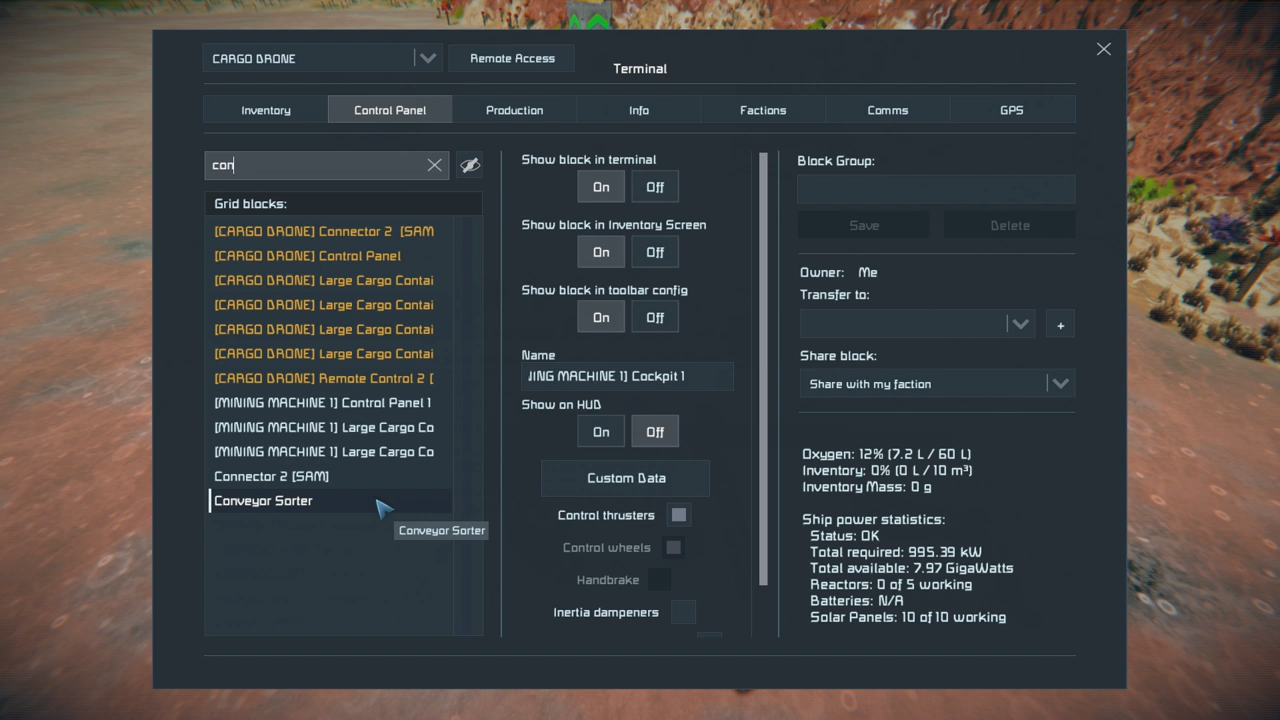 CARGO DRONE
Remote Access
Terminal
Inventory
Control Panel
Production
Info
Factions
Comms
GPS
con
Grid blocks:
[CARGO DRONE] Connector 2 [SAM
[CARGO DRONE] Control Panel
[CARGO DRONE] Large Cargo Contai
[CARGO DRONE] Large Cargo Contai
[CARGO DRONE] Large Cargo Contai
[CARGO DRONE] Large Cargo Contai
[CARGO DRONE] Remote Control 2 [
[MINING MACHINE 1] Control Panel 1
[MINING MACHINE 1] Large Cargo Co
[MINING MACHINE 1] Large Cargo Co
Connector 2 [SAM]
Conveyor Sorter
Conveyor Sorter
Show block in terminal
On Off
Show block in Inventory Screen
On Off
Show block in toolbar config
On Off
Name
ING MACHINE 1] Cockpit 1
Show on HUD
On Off
Custom Data
Control thrusters
Control wheels
Handbrake
Inertia dampeners
Block Group:
Save
Delete
Owner: Me
Transfer to:
+
Share block:
Share with my faction
Oxygen: 12% (7.2 L / 60 L)
Inventory: 0% (0 L / 10 m³)
Inventory Mass: 0 g
Ship power statistics:
Status: OK
Total required: 995.39 kW
Total available: 7.97 GigaWatts
Reactors: 0 of 5 working
Batteries: N/A
Solar Panels: 10 of 10 working